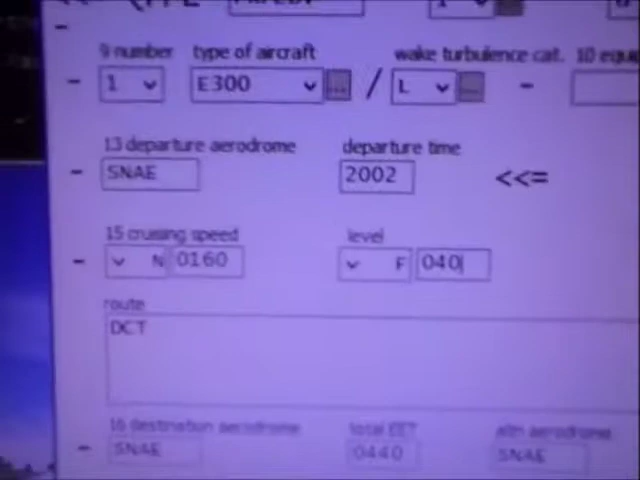 9 number type of aircraft wake turbulence cat. 10
- 1 E300 ... / L ... -
13 departure aerodrome departure time
- SNAE 2002 <<=
15 cruising speed level
- N 0160 F 040
route
DCT
16 destination aerodrome total EET altn aerodrome
- SNAE 0440 SNAE